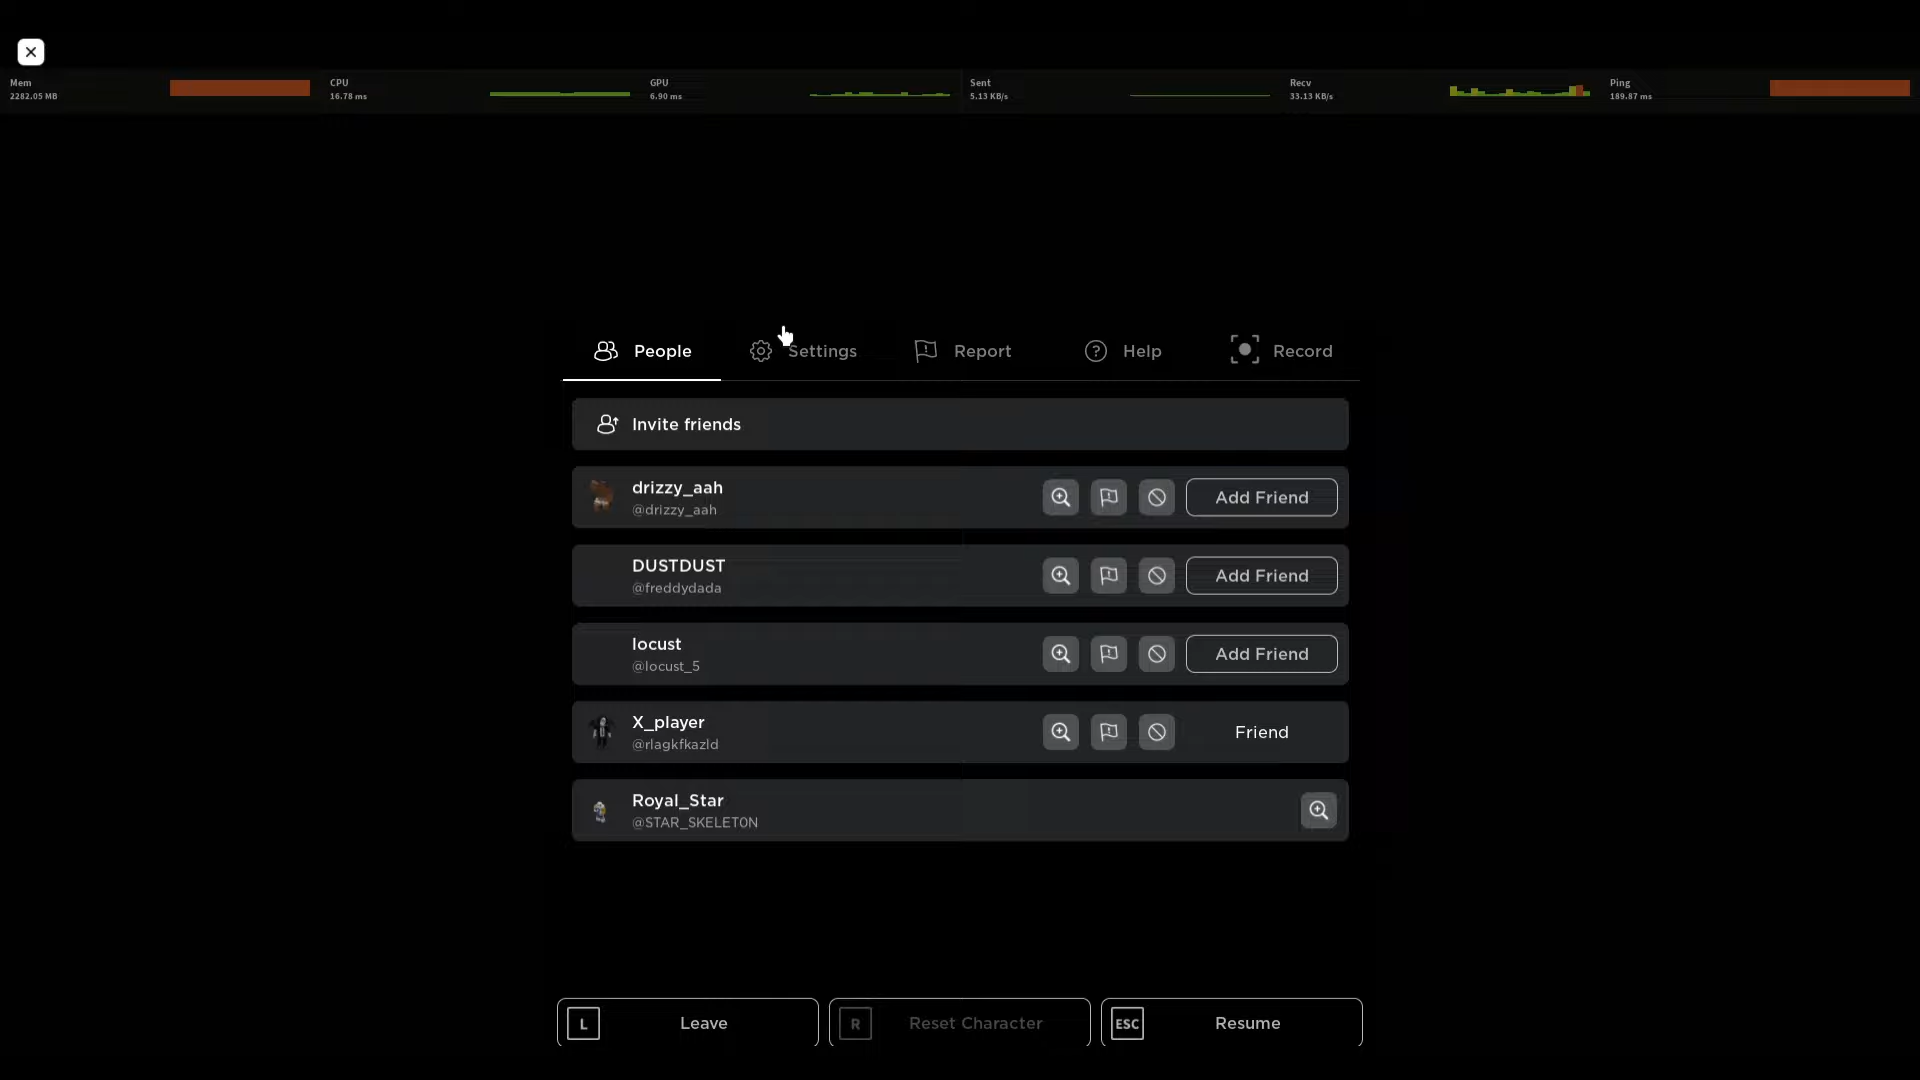 Mem
2282.05 MB
CPU
16.78 ms
GPU
6.90 ms
Sent
5.13 KB/s
Recv
33.13 KB/s
Ping
189.87 ms
People
Settings
Report
Help
Record
Invite friends
drizzy_aah
@drizzy_aah
Add Friend
DUSTDUST
@freddydada
Add Friend
locust
@locust_5
Add Friend
X_player
@rlagkfkazld
Friend
Royal_Star
@STAR_SKELETON
L Leave
R Reset Character
ESC Resume